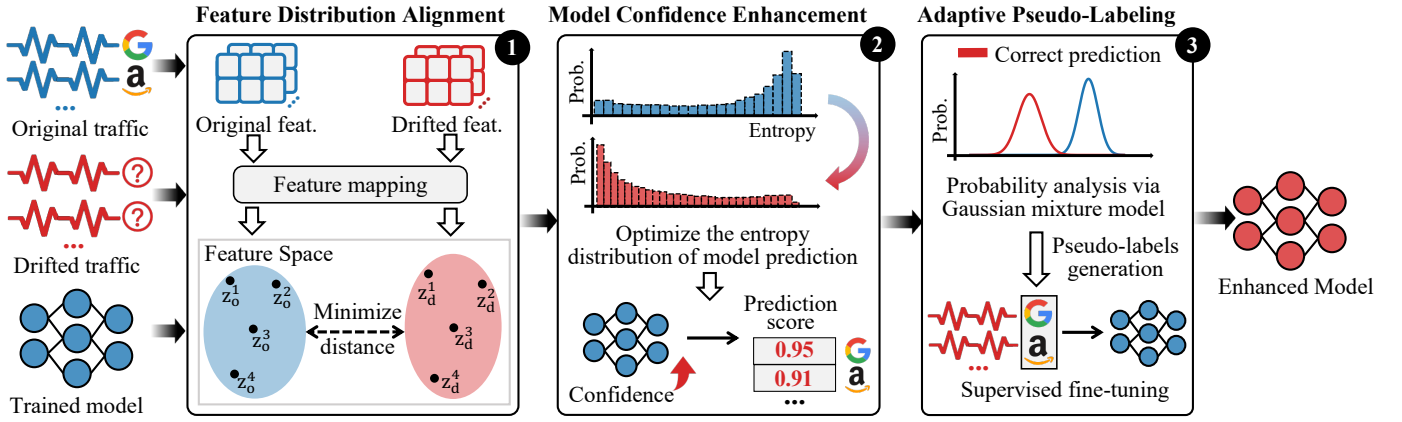 Feature Distribution Alignment
Model Confidence Enhancement
Adaptive Pseudo-Labeling
a
Original traffic
?
?
Drifted traffic
Trained model
1
Original feat.
Drifted feat.
Feature mapping
Feature Space
z_o^1
z_o^2
z_o^3
z_o^4
Minimize
distance
z_d^1
z_d^2
z_d^3
z_d^4
2
Prob.
Entropy
Prob.
Optimize the entropy
distribution of model prediction
Confidence
Prediction
score
0.95
G
0.91
a
3
Correct prediction
Prob.
Probability analysis via
Gaussian mixture model
Pseudo-labels
generation
G
a
Supervised fine-tuning
Enhanced Model